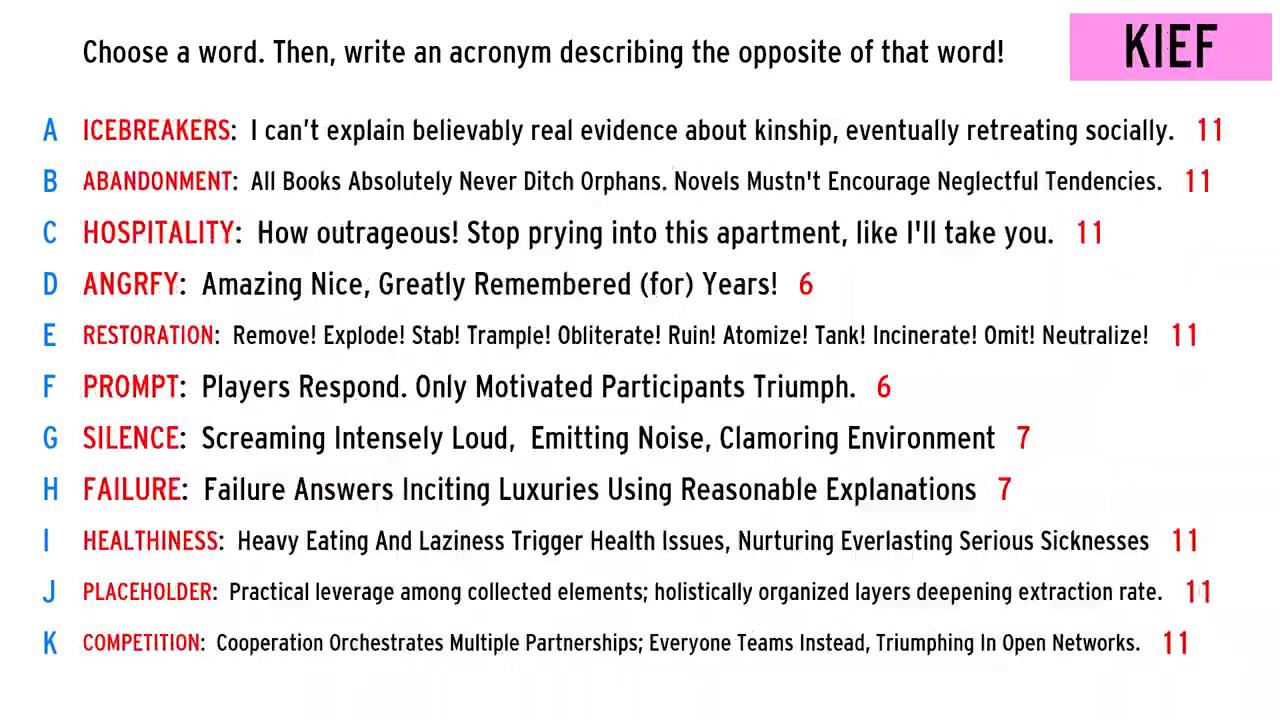 Choose a word. Then, write an acronym describing the opposite of that word!
KIEF
A ICEBREAKERS: I can't explain believably real evidence about kinship, eventually retreating socially. 11
B ABANDONMENT: All Books Absolutely Never Ditch Orphans. Novels Mustn't Encourage Neglectful Tendencies. 11
C HOSPITALITY: How outrageous! Stop prying into this apartment, like I'll take you. 11
D ANGRFY: Amazing Nice, Greatly Remembered (for) Years! 6
E RESTORATION: Remove! Explode! Stab! Trample! Obliterate! Ruin! Atomize! Tank! Incinerate! Omit! Neutralize! 11
F PROMPT: Players Respond. Only Motivated Participants Triumph. 6
G SILENCE: Screaming Intensely Loud, Emitting Noise, Clamoring Environment 7
H FAILURE: Failure Answers Inciting Luxuries Using Reasonable Explanations 7
I HEALTHINESS: Heavy Eating And Laziness Trigger Health Issues, Nurturing Everlasting Serious Sicknesses 11
J PLACEHOLDER: Practical leverage among collected elements; holistically organized layers deepening extraction rate. 11
K COMPETITION: Cooperation Orchestrates Multiple Partnerships; Everyone Teams Instead, Triumphing In Open Networks. 11